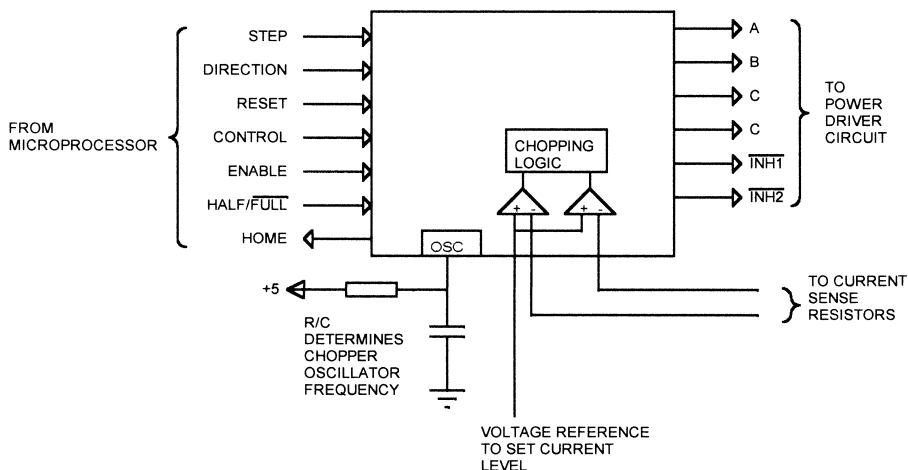 FROM
MICROPROCESSOR
STEP
DIRECTION
RESET
CONTROL
ENABLE
HALF/FULL
HOME
OSC
CHOPPING
LOGIC
+ -
+ -
A
B
C
C
INH1
INH2
TO
POWER
DRIVER
CIRCUIT
TO CURRENT
SENSE
RESISTORS
+5
R/C
DETERMINES
CHOPPER
OSCILLATOR
FREQUENCY
VOLTAGE REFERENCE
TO SET CURRENT
LEVEL